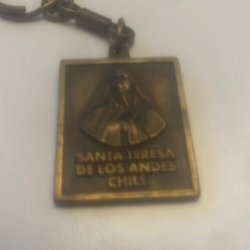 SANTA TERESA
DE LOS ANDES
CHILE